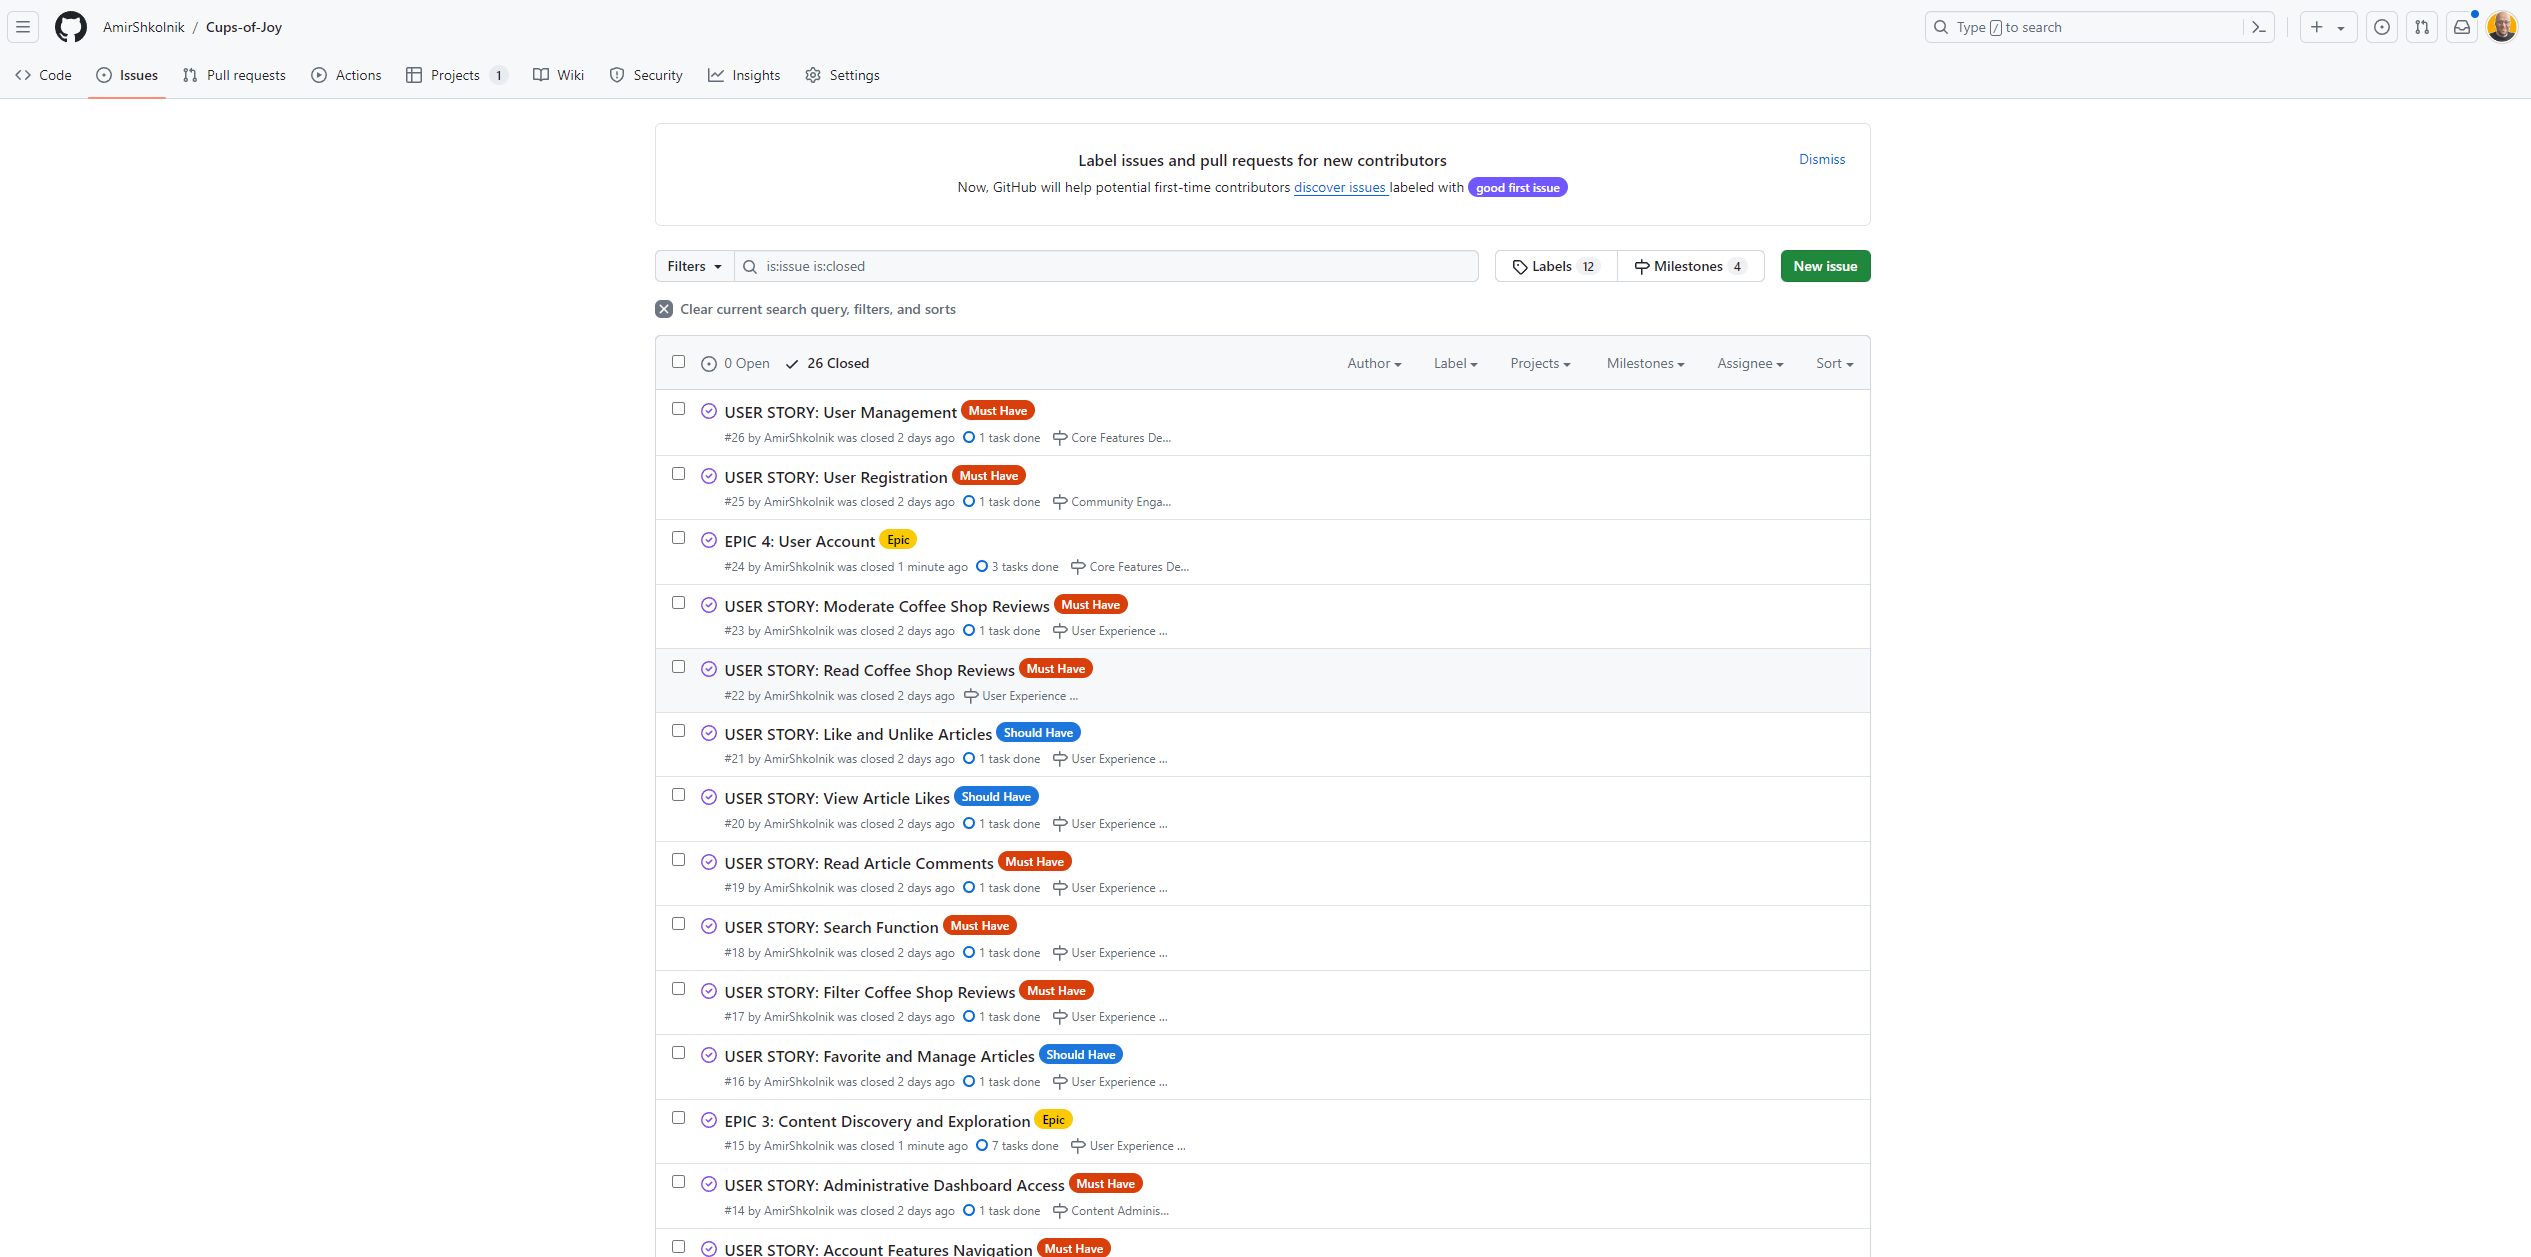 AmirShkolnik / Cups-of-Joy
Type / to search
Code Issues Pull requests Actions Projects 1 Wiki Security Insights Settings
Label issues and pull requests for new contributors
Dismiss
Now, GitHub will help potential first-time contributors discover issues labeled with good first issue
Filters is:issue is:closed Labels 12 Milestones 4 New issue
Clear current search query, filters, and sorts
0 Open 26 Closed Author Label Projects Milestones Assignee Sort
USER STORY: User Management Must Have
#26 by AmirShkolnik was closed 2 days ago 1 task done Core Features De...
USER STORY: User Registration Must Have
#25 by AmirShkolnik was closed 2 days ago 1 task done Community Enga...
EPIC 4: User Account Epic
#24 by AmirShkolnik was closed 1 minute ago 3 tasks done Core Features De...
USER STORY: Moderate Coffee Shop Reviews Must Have
#23 by AmirShkolnik was closed 2 days ago 1 task done User Experience ...
USER STORY: Read Coffee Shop Reviews Must Have
#22 by AmirShkolnik was closed 2 days ago User Experience ...
USER STORY: Like and Unlike Articles Should Have
#21 by AmirShkolnik was closed 2 days ago 1 task done User Experience ...
USER STORY: View Article Likes Should Have
#20 by AmirShkolnik was closed 2 days ago 1 task done User Experience ...
USER STORY: Read Article Comments Must Have
#19 by AmirShkolnik was closed 2 days ago 1 task done User Experience ...
USER STORY: Search Function Must Have
#18 by AmirShkolnik was closed 2 days ago 1 task done User Experience ...
USER STORY: Filter Coffee Shop Reviews Must Have
#17 by AmirShkolnik was closed 2 days ago 1 task done User Experience ...
USER STORY: Favorite and Manage Articles Should Have
#16 by AmirShkolnik was closed 2 days ago 1 task done User Experience ...
EPIC 3: Content Discovery and Exploration Epic
#15 by AmirShkolnik was closed 1 minute ago 7 tasks done User Experience ...
USER STORY: Administrative Dashboard Access Must Have
#14 by AmirShkolnik was closed 2 days ago 1 task done Content Adminis...
USER STORY: Account Features Navigation Must Have